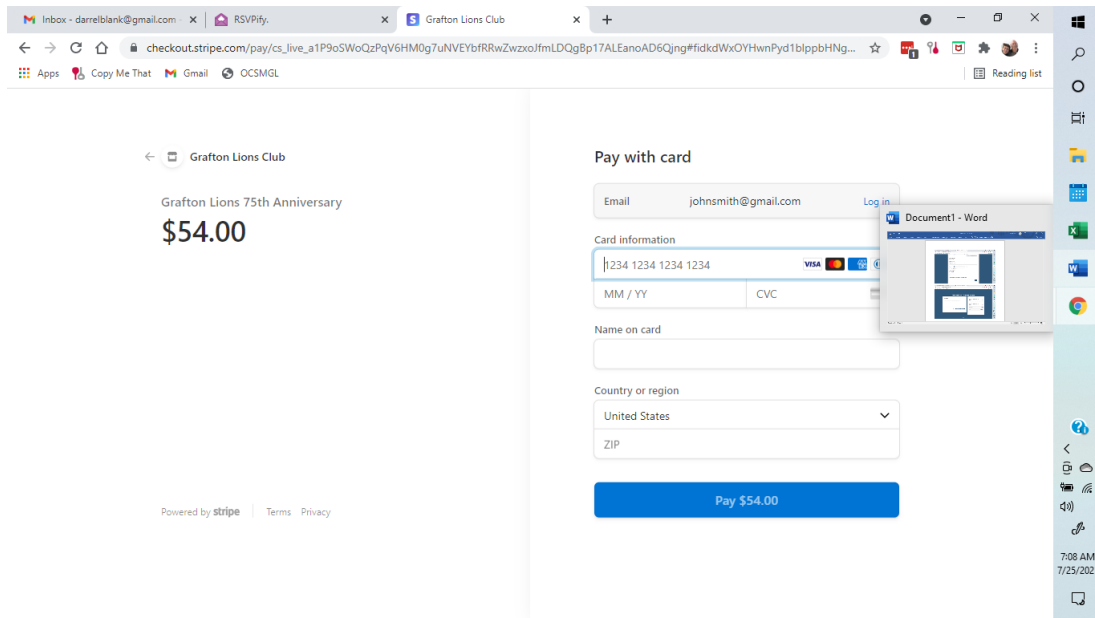 Inbox - darrelblank@gmail.com
RSVPify.
Grafton Lions Club
checkout.stripe.com/pay/cs_live_a1P9oSWoQzPqV6HM0g7uNVEYbfRRwZwzxoJfmLDQgBp17ALEanoAD6Qjng#fidkdWxOYHwnPyd1blppbHNg...
1
Apps Copy Me That Gmail OCSMGL Reading list
Grafton Lions Club
Grafton Lions 75th Anniversary
$54.00
Powered by stripe Terms Privacy
Pay with card
Email johnsmith@gmail.com Log in
Card information
1234 1234 1234 1234 VISA
MM / YY CVC
Name on card
Country or region
United States
ZIP
Pay $54.00
Document1 - Word
7:08 AM
7/25/202